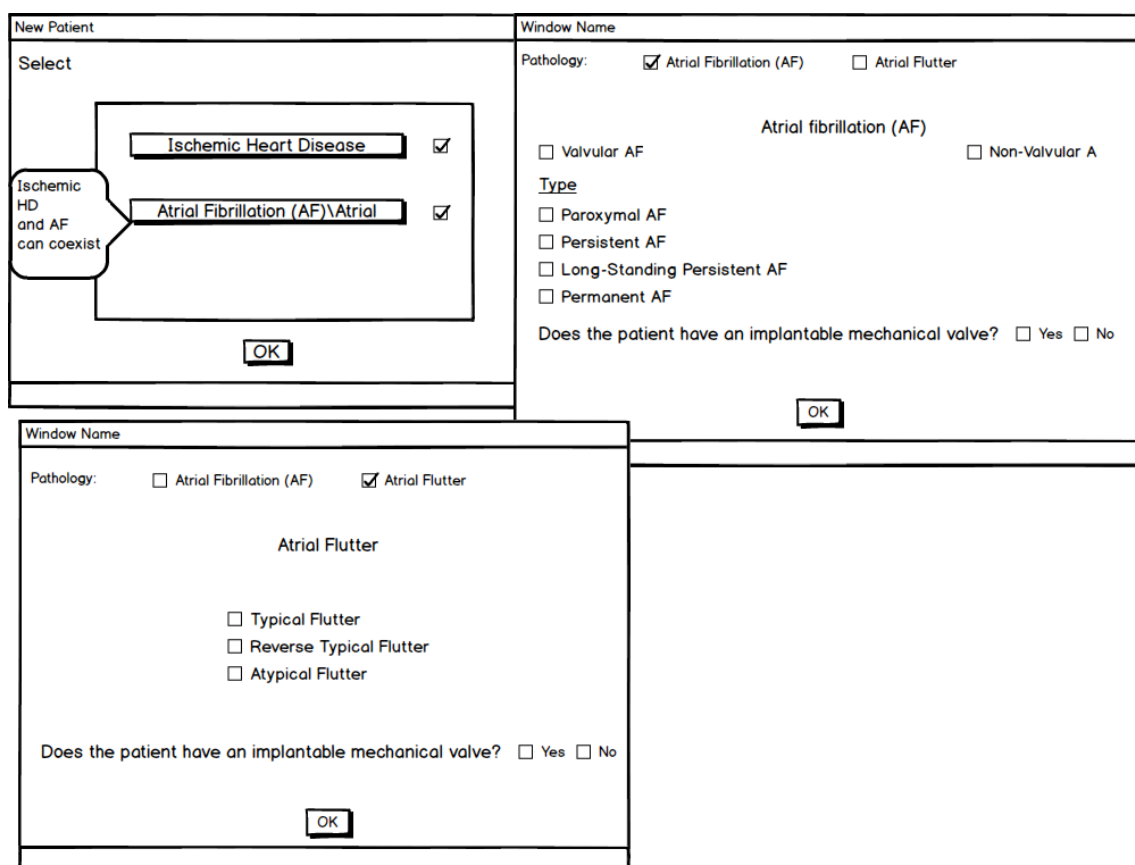 New Patient
Select
Ischemic Heart Disease
Ischemic
HD
and AF
can coexist
Atrial Fibrillation (AF)\Atrial
OK
Window Name
Pathology: Atrial Fibrillation (AF) Atrial Flutter
Atrial fibrillation (AF)
Valvular AF Non-Valvular A
Type
Paroxymal AF
Persistent AF
Long-Standing Persistent AF
Permanent AF
Does the patient have an implantable mechanical valve? Yes No
OK
Window Name
Pathology: Atrial Fibrillation (AF) Atrial Flutter
Atrial Flutter
Typical Flutter
Reverse Typical Flutter
Atypical Flutter
Does the patient have an implantable mechanical valve? Yes No
OK